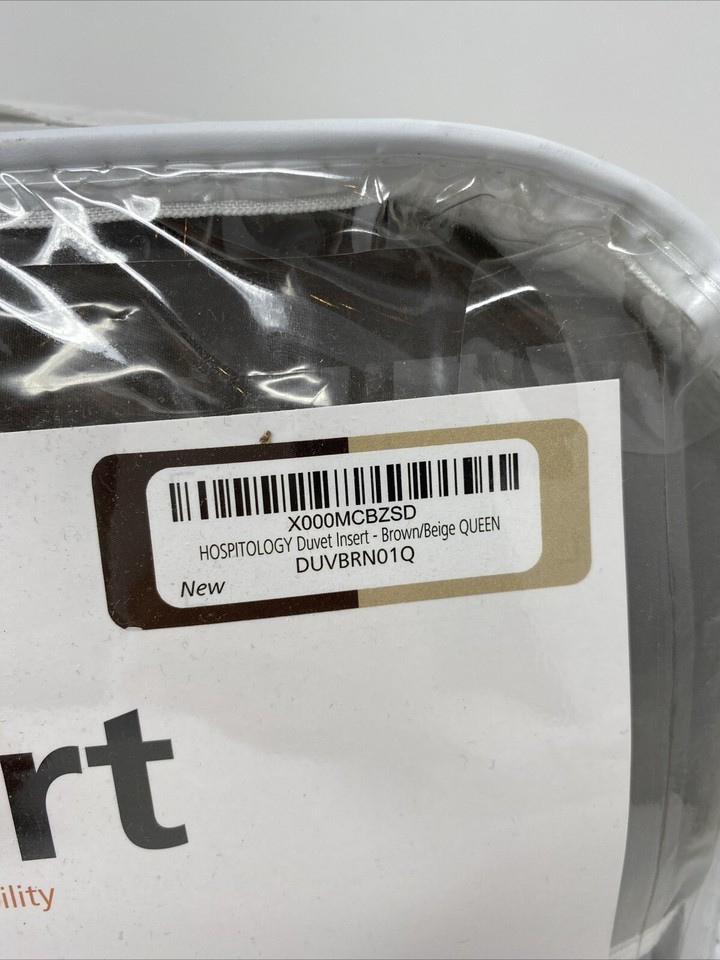 X000MCBZSD
HOSPITOLOGY Duvet Insert - Brown/Beige QUEEN
DUVBRN01Q
New
rt
ility